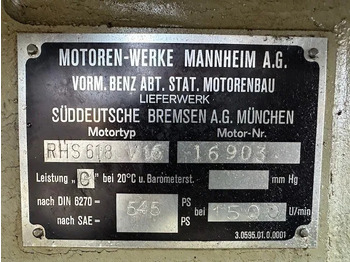 MOTOREN-WERKE MANNHEIM A.G.
VORM. BENZ ABT. STAT. MOTORENBAU
LIEFERWERK
SÜDDEUTSCHE BREMSEN A.G. MÜNCHEN
Motortyp Motor-Nr.
RHS 618 V16 16903
Leistung „C“ bei 20°C u. Barometerst. mm Hg
nach DIN 6270- 545 PS bei 1500 U/min
nach SAE- PS
3.0595.01.0.0001